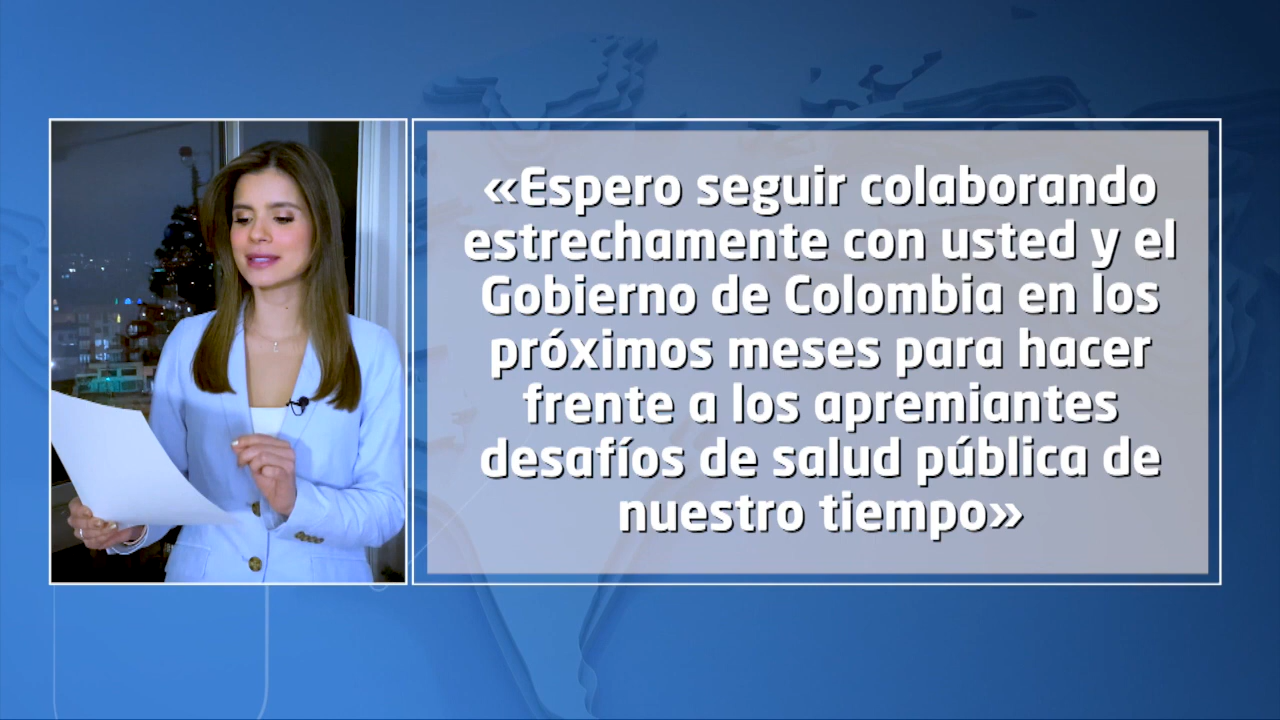 «Espero seguir colaborando
estrechamente con usted y el
Gobierno de Colombia en los
próximos meses para hacer
frente a los apremiantes
desafíos de salud pública de
nuestro tiempo»